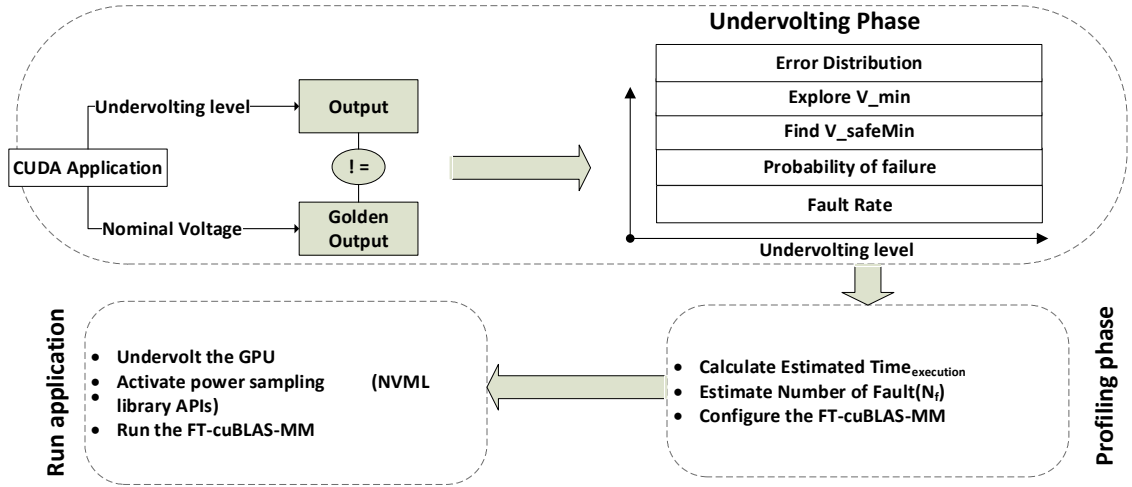 Undervolting Phase
Error Distribution
Explore V_min
Find V_safeMin
Probability of failure
Fault Rate
Undervolting level
Undervolting level
Output
CUDA Application
! =
Nominal Voltage
Golden
Output
Run application
• Undervolt the GPU
• Activate power sampling (NVML
• library APIs)
• Run the FT-cuBLAS-MM
• Calculate Estimated Timeexecution
• Estimate Number of Fault(Nf)
• Configure the FT-cuBLAS-MM
Profiling phase